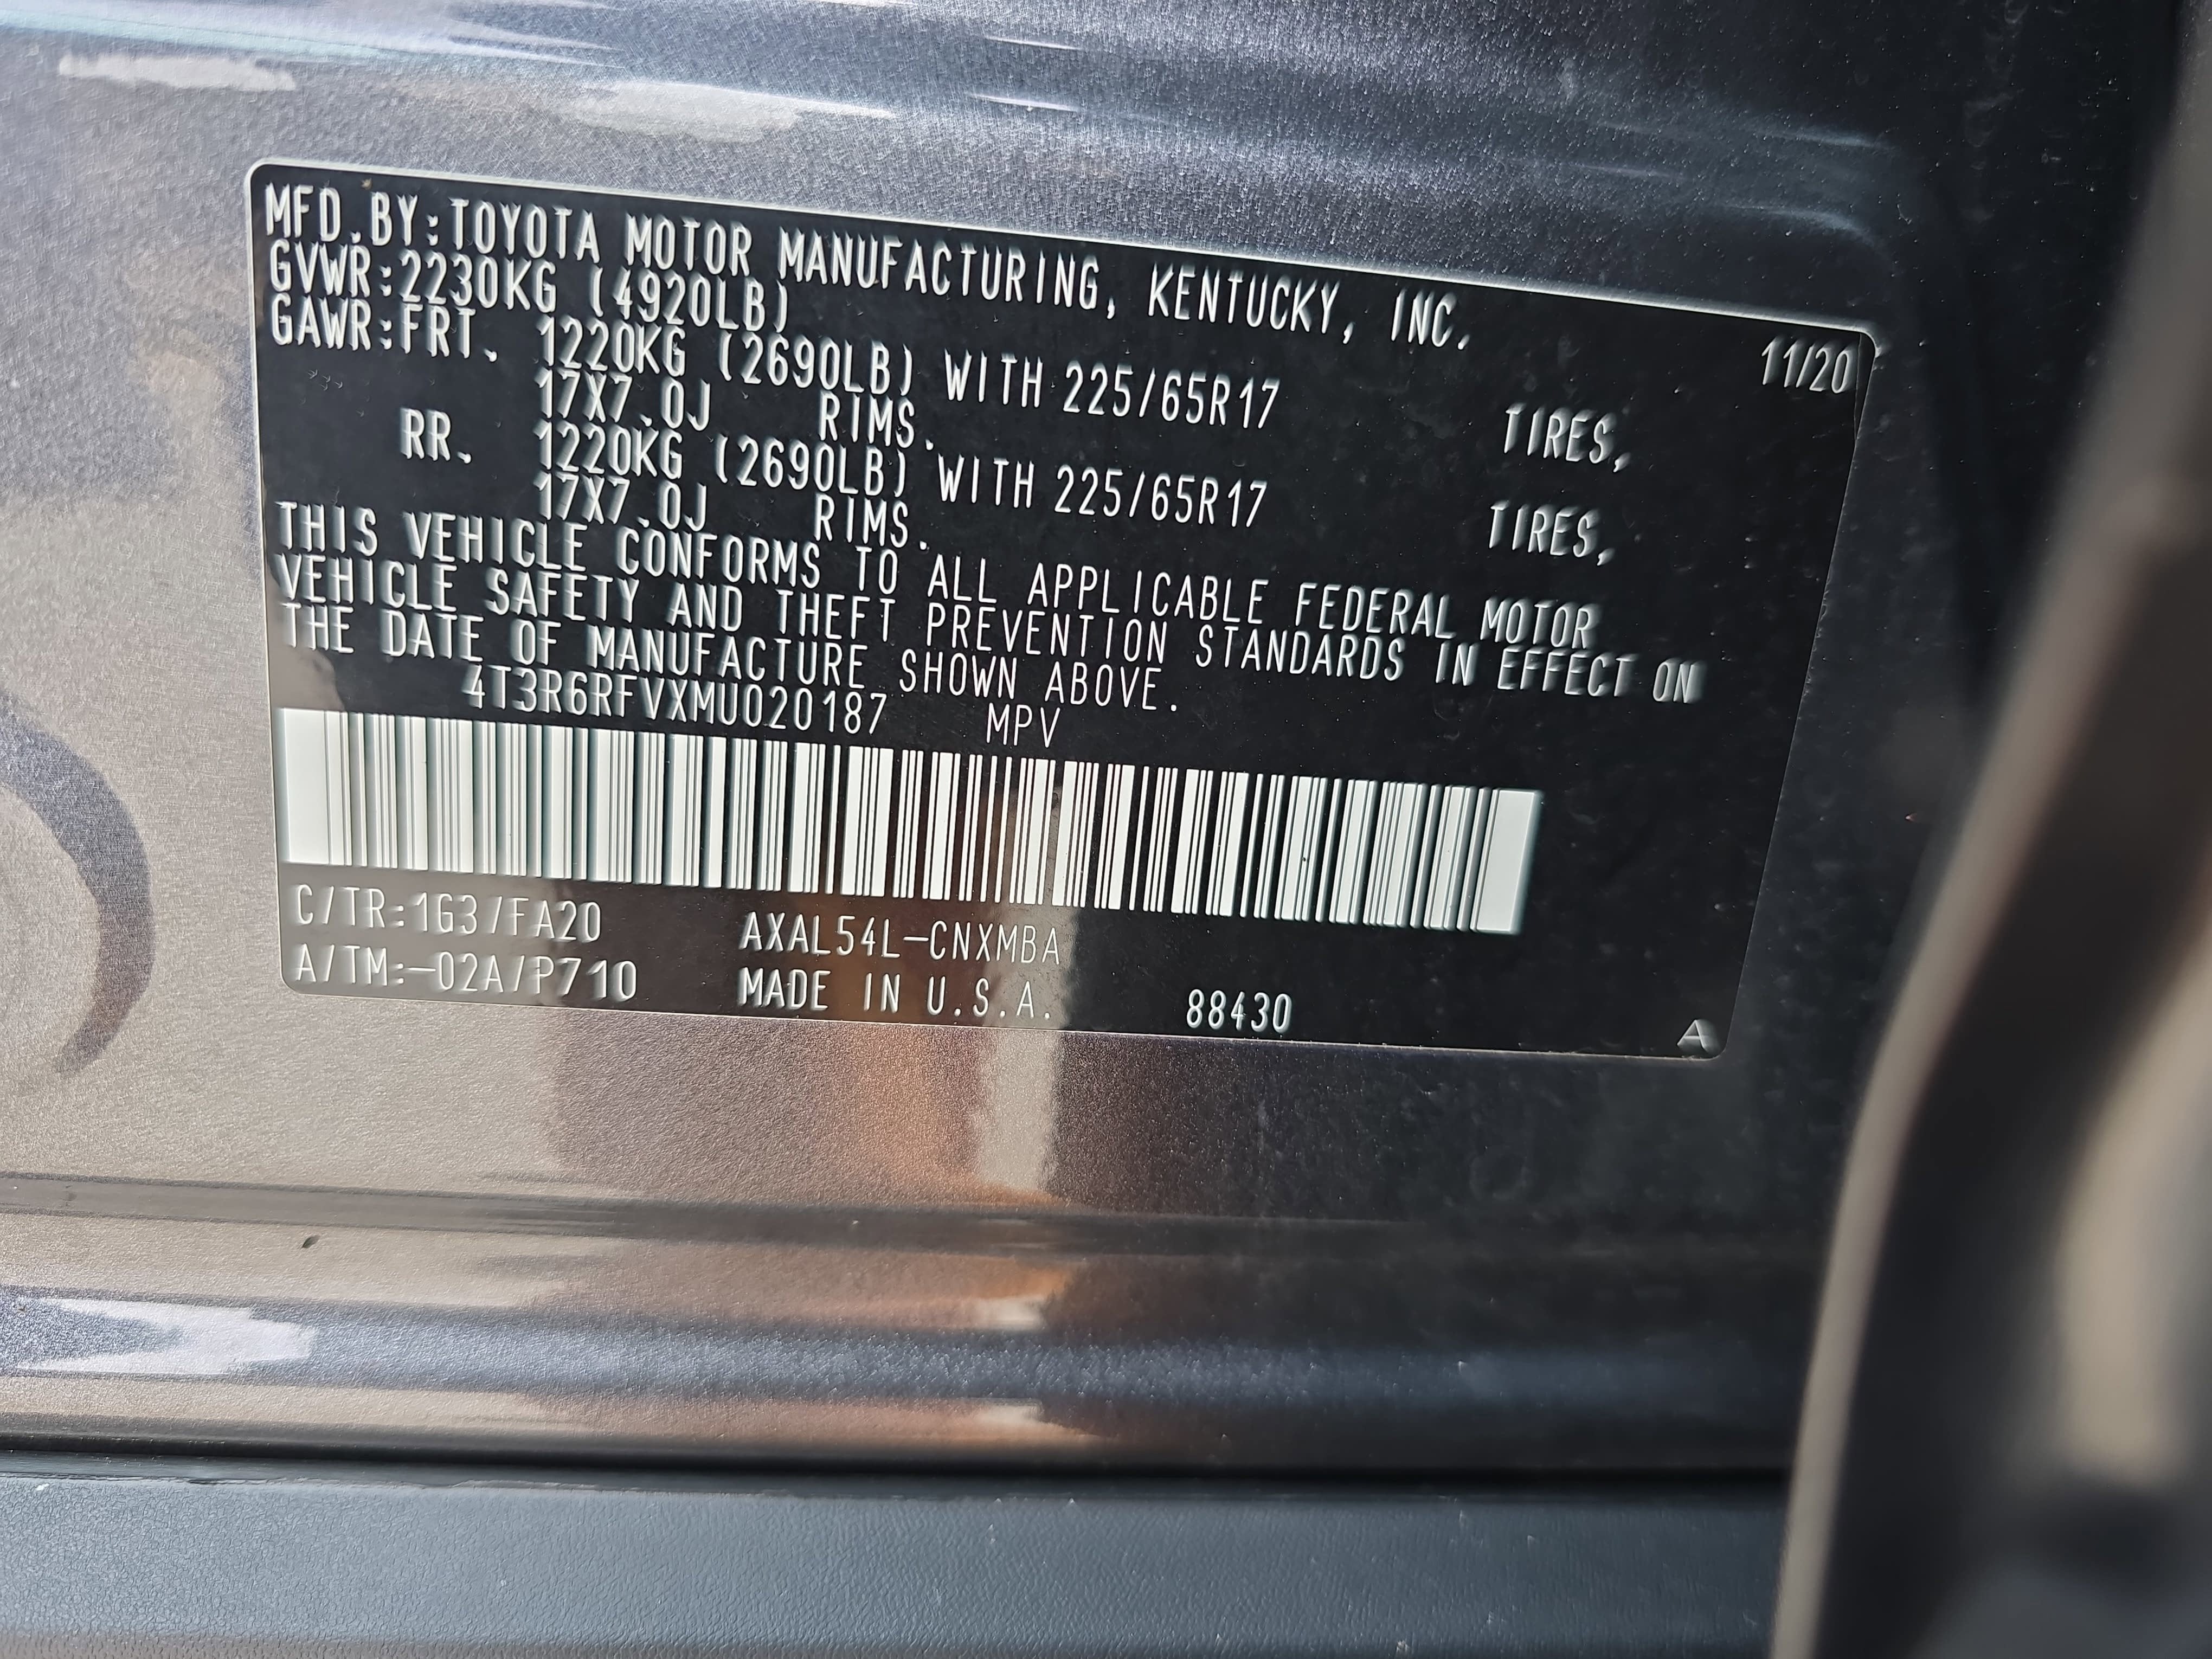 MFD.BY:TOYOTA MOTOR MANUFACTURING, KENTUCKY, INC. 11/20
GVWR:2230KG (4920LB)
GAWR:FRT. 1220KG (2690LB) WITH 225/65R17 TIRES,
17X7.0J RIMS.
RR. 1220KG (2690LB) WITH 225/65R17 TIRES,
17X7.0J RIMS.
THIS VEHICLE CONFORMS TO ALL APPLICABLE FEDERAL MOTOR
VEHICLE SAFETY AND THEFT PREVENTION STANDARDS IN EFFECT ON
THE DATE OF MANUFACTURE SHOWN ABOVE.
4T3R6RFVXMU020187 MPV
C/TR:1G3/FA20 AXAL54L-CNXMBA
A/TM:-02A/P710 MADE IN U.S.A. 88430
A